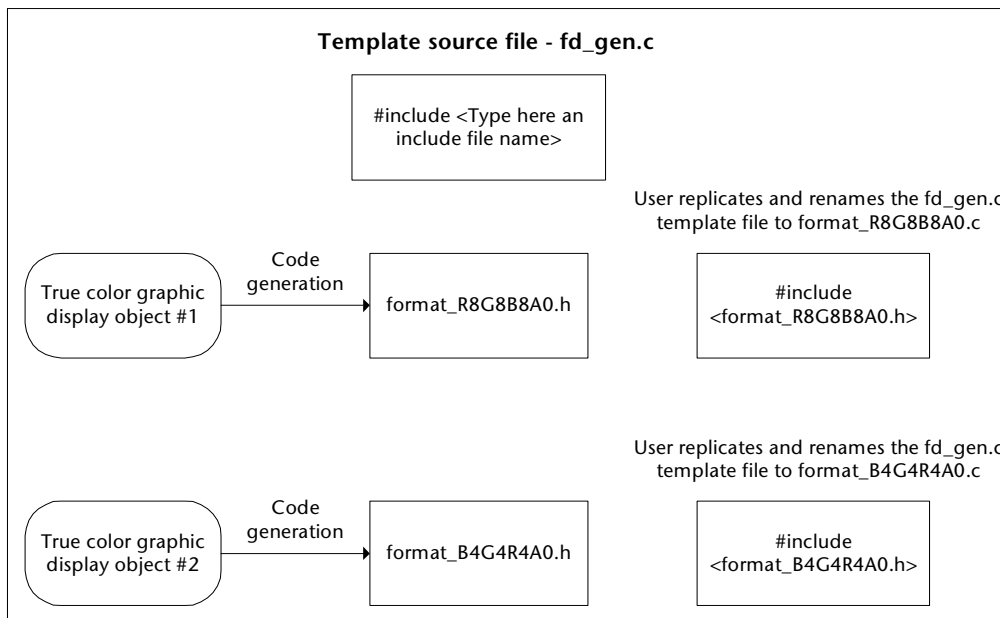 Template source file - fd_gen.c
#include <Type here an
include file name>
User replicates and renames the fd_gen.c
template file to format_R8G8B8A0.c
True color graphic
display object #1
Code
generation
format_R8G8B8A0.h
#include
<format_R8G8B8A0.h>
User replicates and renames the fd_gen.c
template file to format_B4G4R4A0.c
True color graphic
display object #2
Code
generation
format_B4G4R4A0.h
#include
<format_B4G4R4A0.h>